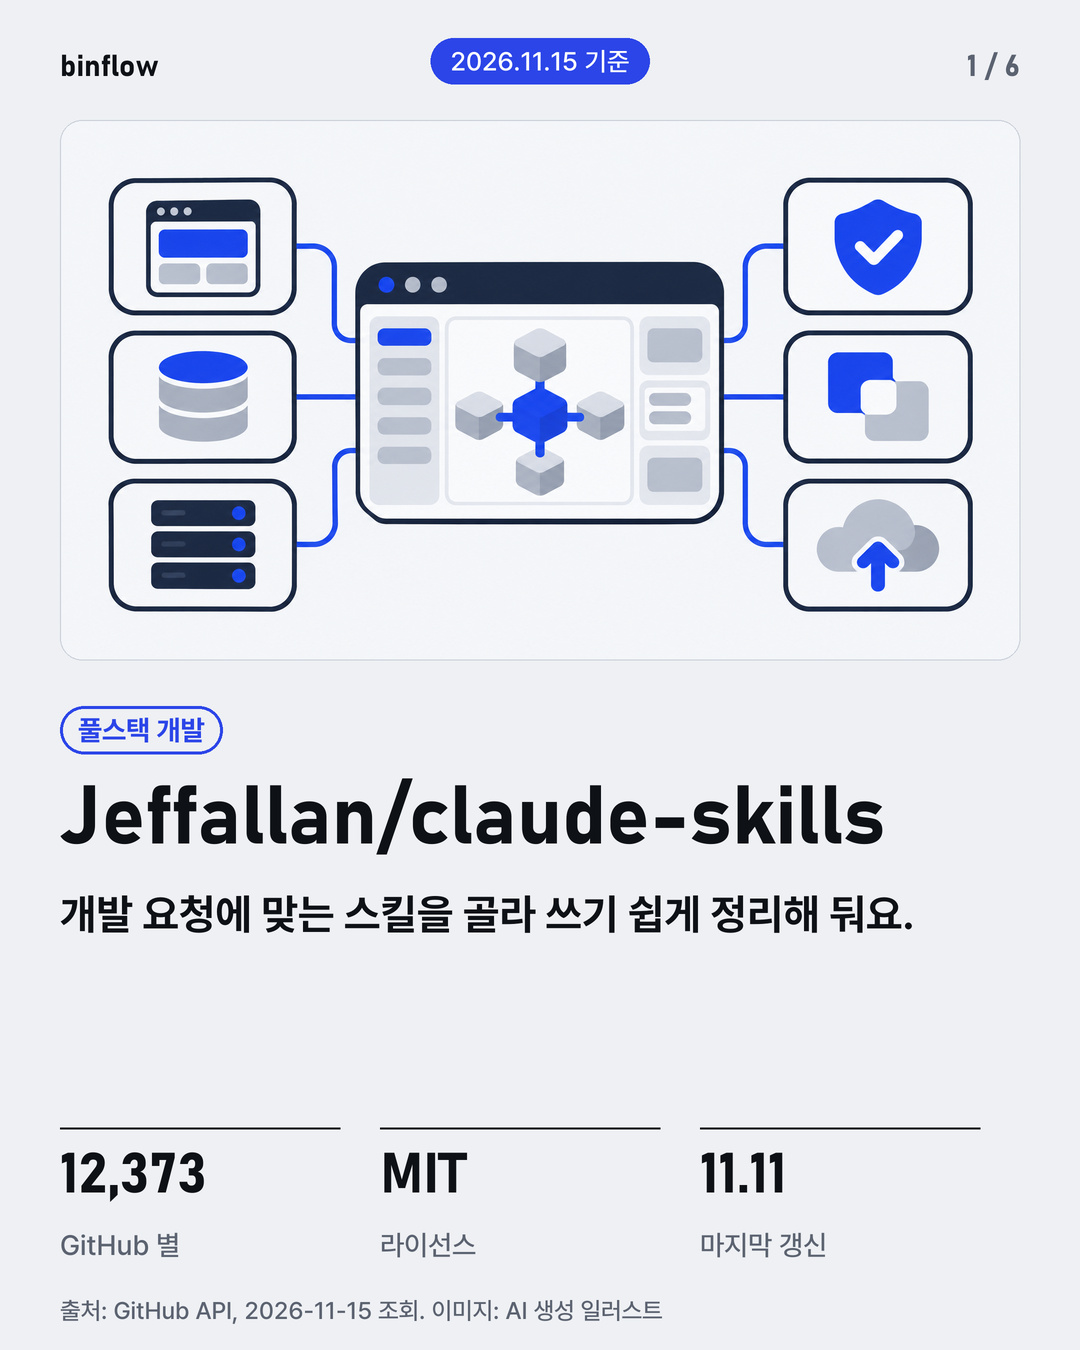 binflow
2026.11.15 기준
1 / 6
풀스택 개발
Jeffallan/claude-skills
개발 요청에 맞는 스킬을 골라 쓰기 쉽게 정리해 둬요.
12,373
GitHub 별
MIT
라이선스
11.11
마지막 갱신
출처: GitHub API, 2026-11-15 조회. 이미지: AI 생성 일러스트